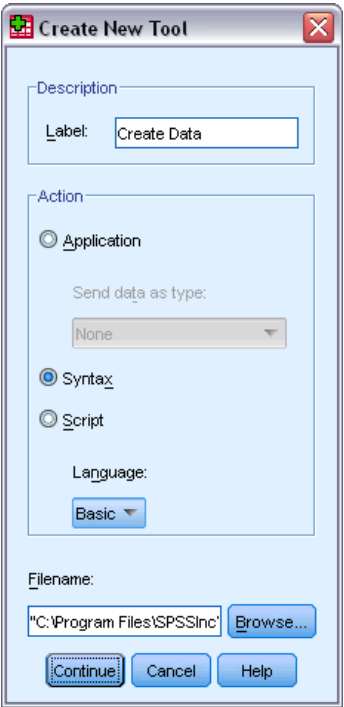 Create New Tool
Description
Label: Create Data
Action
Application
Send data as type:
None
Syntax
Script
Language:
Basic
Filename:
"C:\Program Files\SPSSInc\ Browse...
Continue Cancel Help